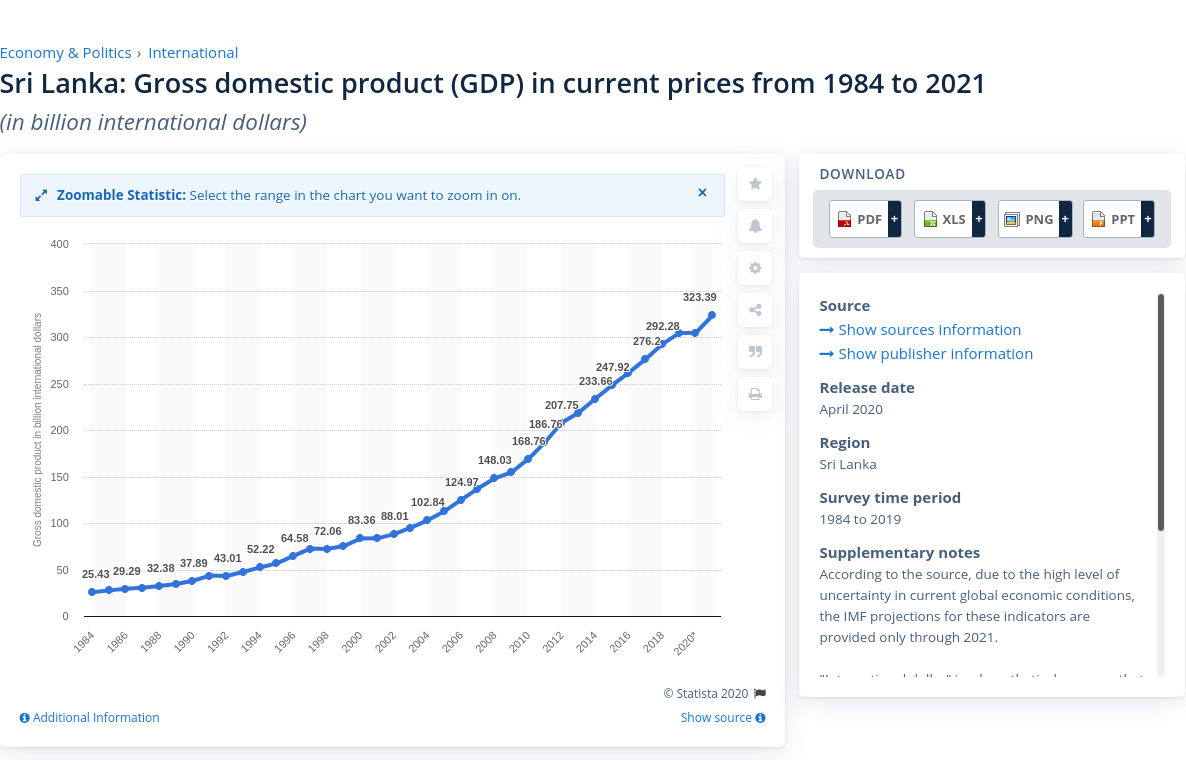 Economy & Politics › International
Sri Lanka: Gross domestic product (GDP) in current prices from 1984 to 2021
(in billion international dollars)
Zoomable Statistic: Select the range in the chart you want to zoom in on.
×
Gross domestic product in billion international dollars
400
350
300
250
200
150
100
50
0
25.43 29.29 32.38 37.89 43.01 52.22 64.58 72.06 83.36 88.01 102.84 124.97 148.03 168.76 186.76 207.75 233.66 247.92 276.2 292.28 323.39
1984 1986 1988 1990 1992 1994 1996 1998 2000 2002 2004 2006 2008 2010 2012 2014 2016 2018 2020*
© Statista 2020
Additional Information
Show source
DOWNLOAD
PDF + XLS + PNG + PPT +
Source
Show sources information
Show publisher information
Release date
April 2020
Region
Sri Lanka
Survey time period
1984 to 2019
Supplementary notes
According to the source, due to the high level of
uncertainty in current global economic conditions,
the IMF projections for these indicators are
provided only through 2021.